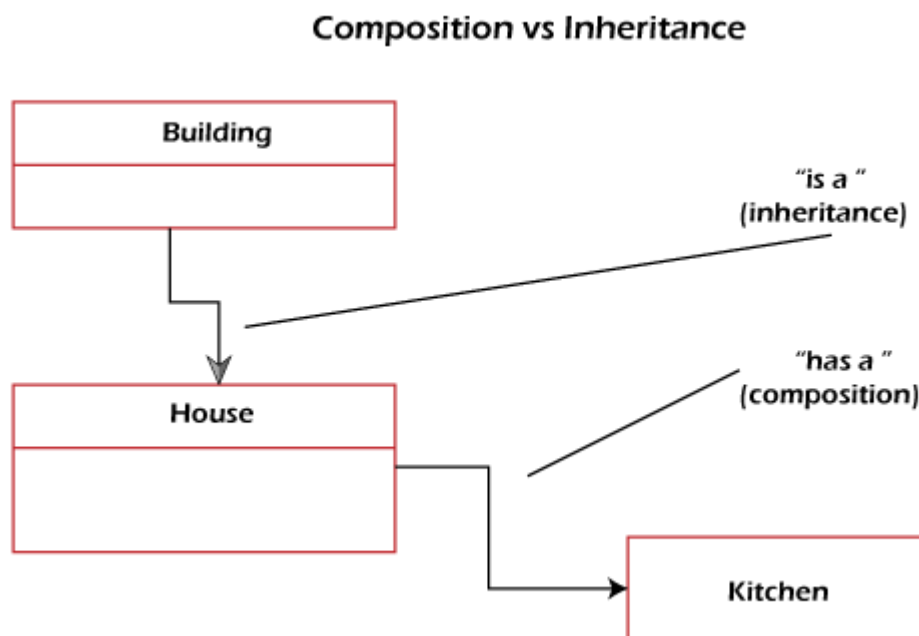 Composition vs Inheritance
Building
“is a ”
(inheritance)
House
“has a ”
(composition)
Kitchen